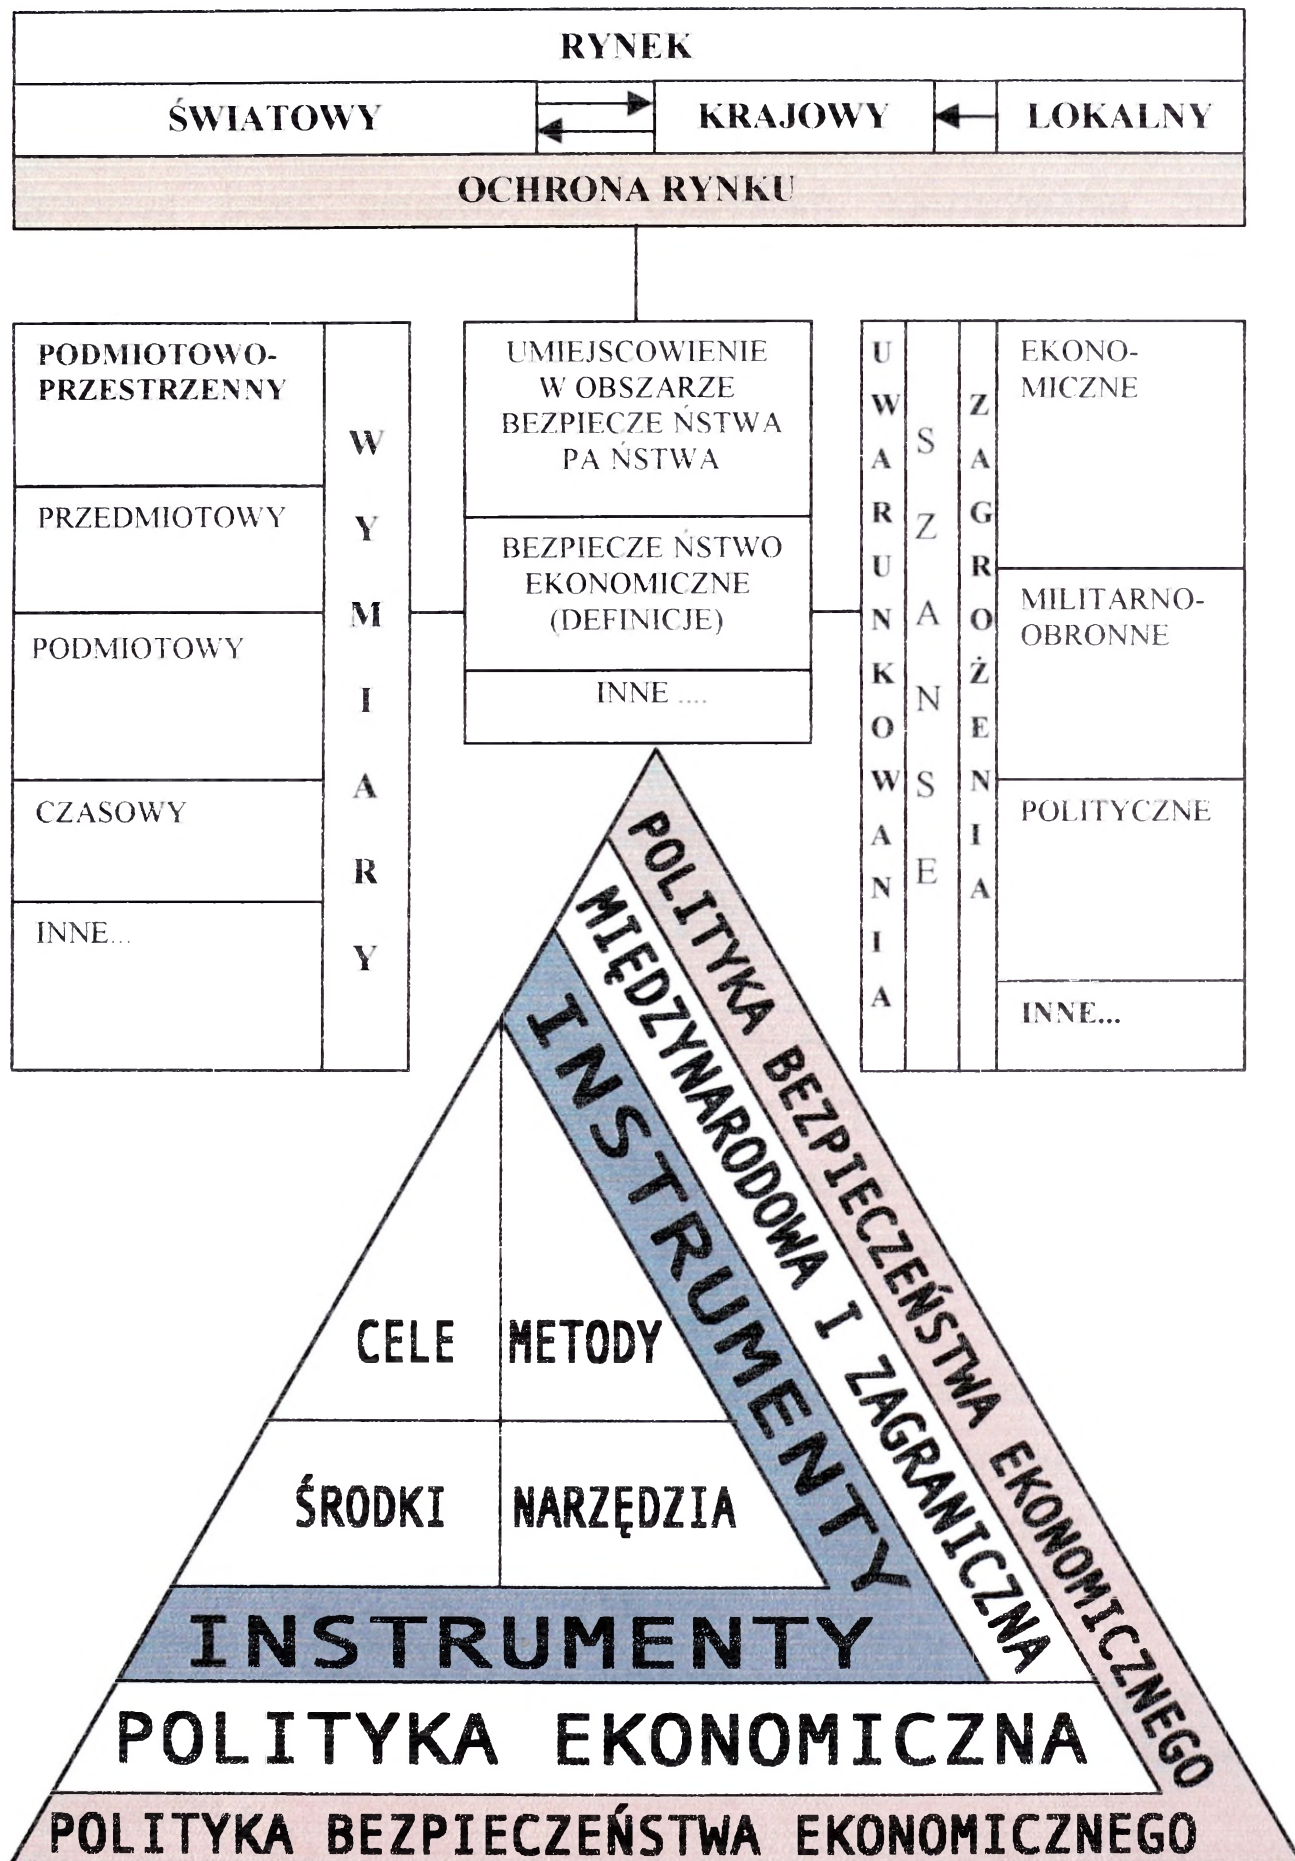 RYNEK
ŚWIATOWY
KRAJOWY
LOKALNY
OCHRONA RYNKU
PODMIOTOWO-
PRZESTRZENNY
PRZEDMIOTOWY
PODMIOTOWY
CZASOWY
INNE...
WYMIARY
UMIEJSCOWIENIE
W OBSZARZE
BEZPIECZE ŃSTWA
PA ŃSTWA
BEZPIECZE ŃSTWO
EKONOMICZNE
(DEFINICJE)
INNE ....
UWARUNKOWANIA
SZANSE
ZAGROŻENIA
EKONO-
MICZNE
MILITARNO-
OBRONNE
POLITYCZNE
INNE...
POLITYKA BEZPIECZEŃSTWA EKONOMICZNEGO
MIĘDZYNARODOWA I ZAGRANICZNA
INSTRUMENTY
CELE
METODY
ŚRODKI
NARZĘDZIA
INSTRUMENTY
POLITYKA EKONOMICZNA
POLITYKA BEZPIECZEŃSTWA EKONOMICZNEGO